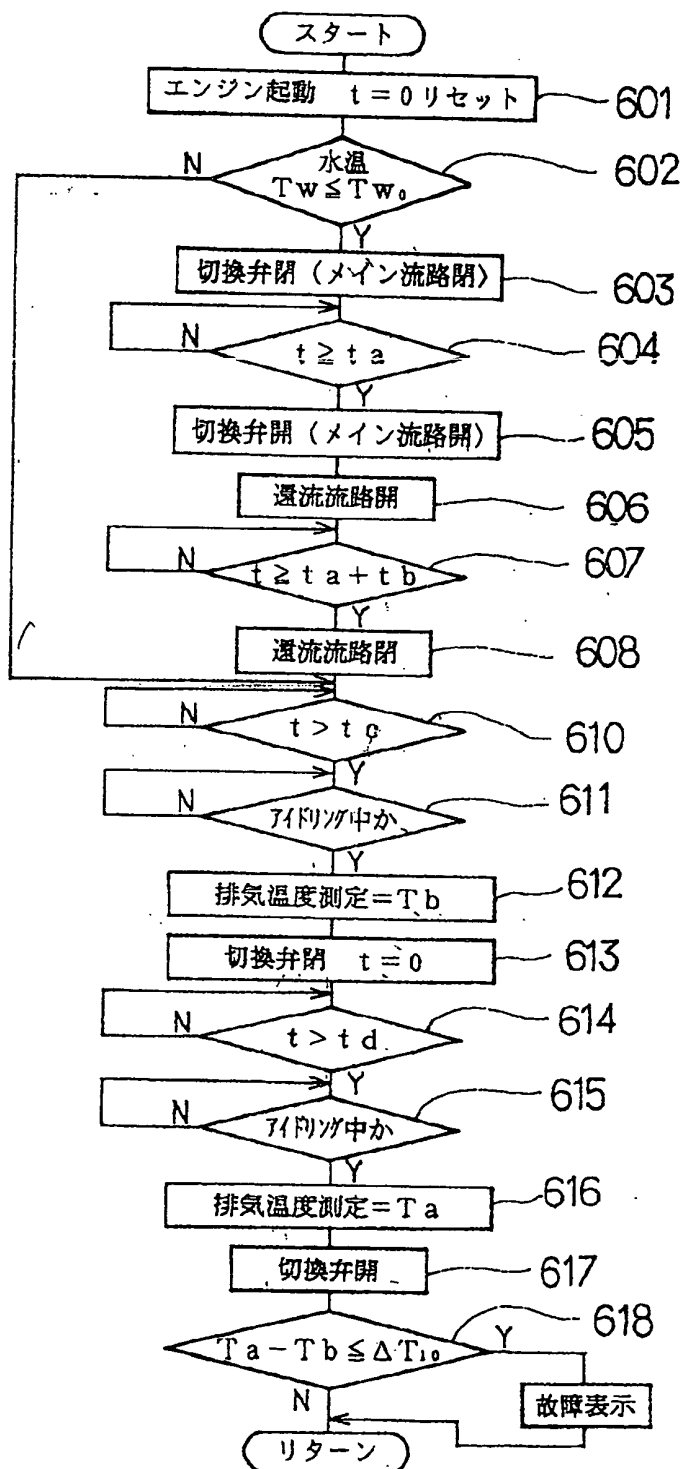 スタート
エンジン起動 t=0リセット
601
N
水温
Tw≦Tw₀
602
Y
切換弁閉(メイン流路閉)
603
N
t≧ta
604
Y
切換弁開(メイン流路開)
605
還流流路開
606
N
t≧ta+tb
607
Y
還流流路閉
608
N
t>tc
610
Y
N
アイドリング中か
611
Y
排気温度測定=Tb
612
切換弁閉 t=0
613
N
t>td
614
Y
N
アイドリング中か
615
Y
排気温度測定=Ta
616
切換弁開
617
Ta-Tb≦ΔT₁₀
618
Y
N
故障表示
リターン